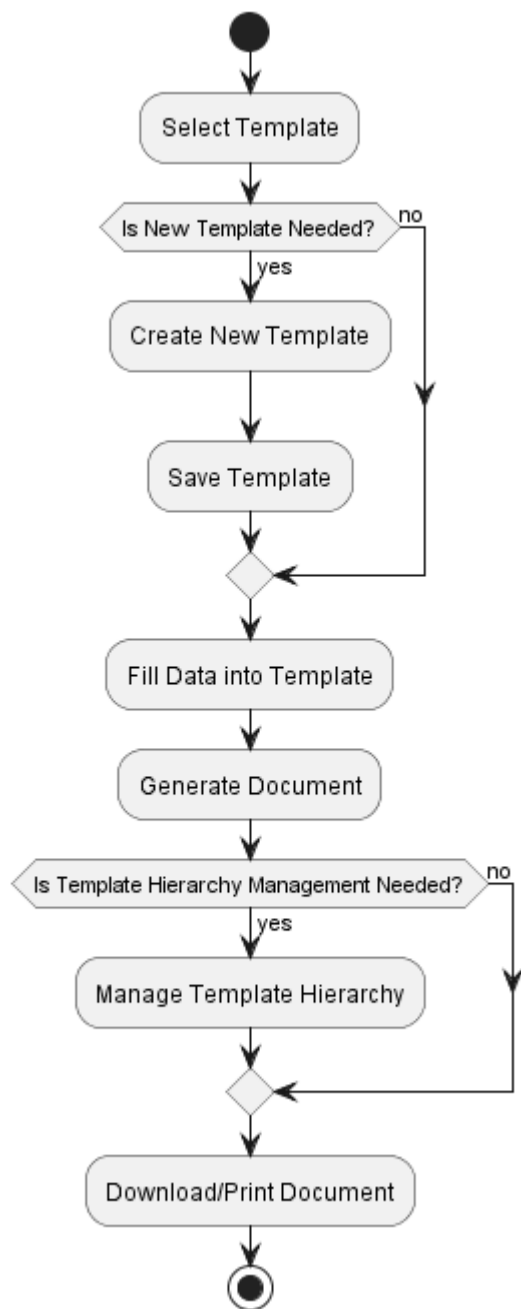 Select Template
Is New Template Needed?
no
yes
Create New Template
Save Template
Fill Data into Template
Generate Document
Is Template Hierarchy Management Needed?
no
yes
Manage Template Hierarchy
Download/Print Document